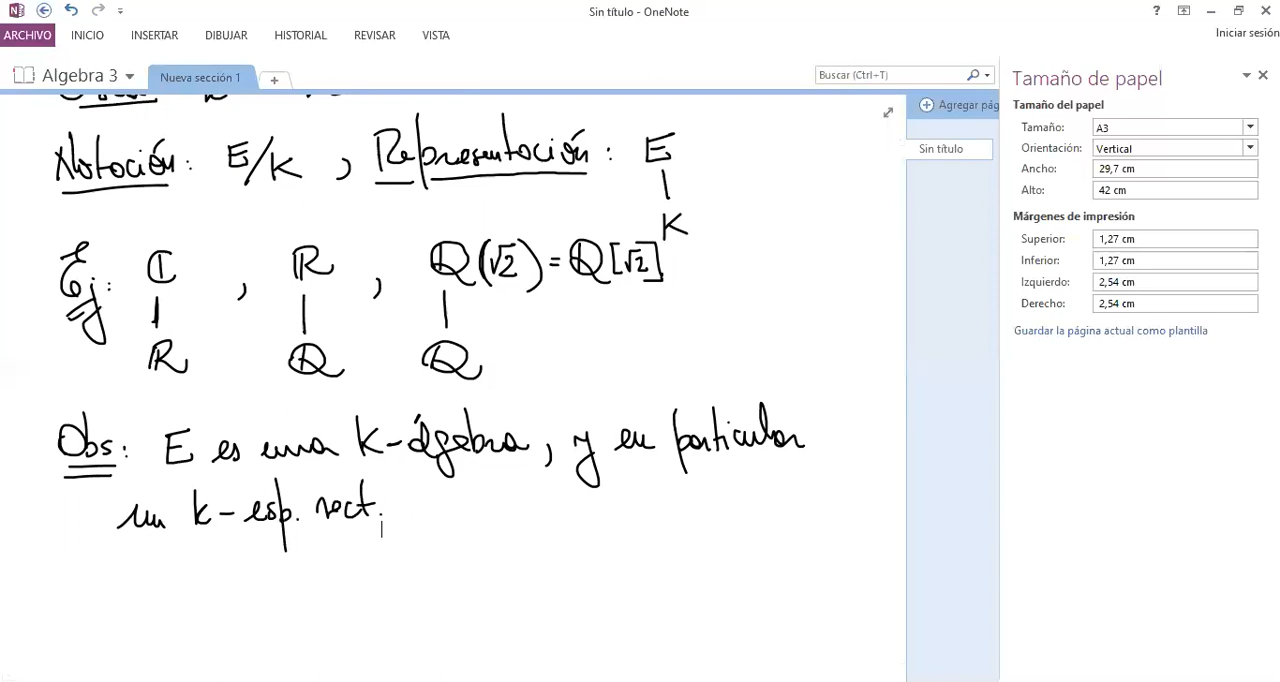 Sin título - OneNote
ARCHIVO INICIO INSERTAR DIBUJAR HISTORIAL REVISAR VISTA
Iniciar sesión
Algebra 3
Nueva sección 1
Buscar (Ctrl+T)
Agregar pág
Sin título
Notación: E/K , Representación: E
K
Ej: ℂ , ℝ , ℚ(√2) = ℚ[√2]
ℝ ℚ ℚ
Obs: E es una K-álgebra, y en particular
un k-esp. vect.
Tamaño de papel
Tamaño del papel
Tamaño: A3
Orientación: Vertical
Ancho: 29,7 cm
Alto: 42 cm
Márgenes de impresión
Superior: 1,27 cm
Inferior: 1,27 cm
Izquierdo: 2,54 cm
Derecho: 2,54 cm
Guardar la página actual como plantilla